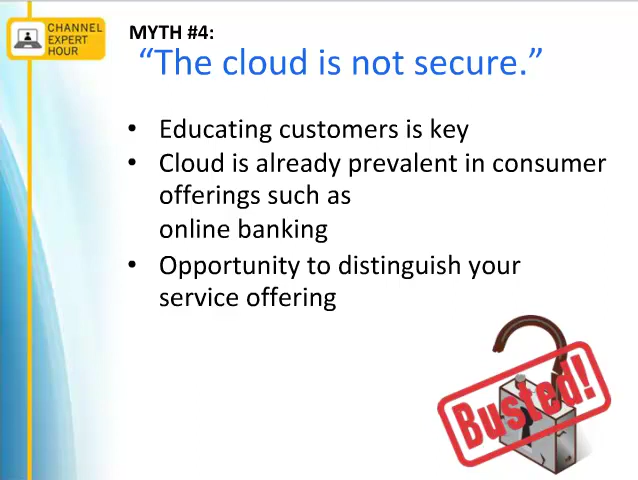 CHANNEL
EXPERT
HOUR
MYTH #4:
“The cloud is not secure.”
• Educating customers is key
• Cloud is already prevalent in consumer
offerings such as
online banking
• Opportunity to distinguish your
service offering
Busted!